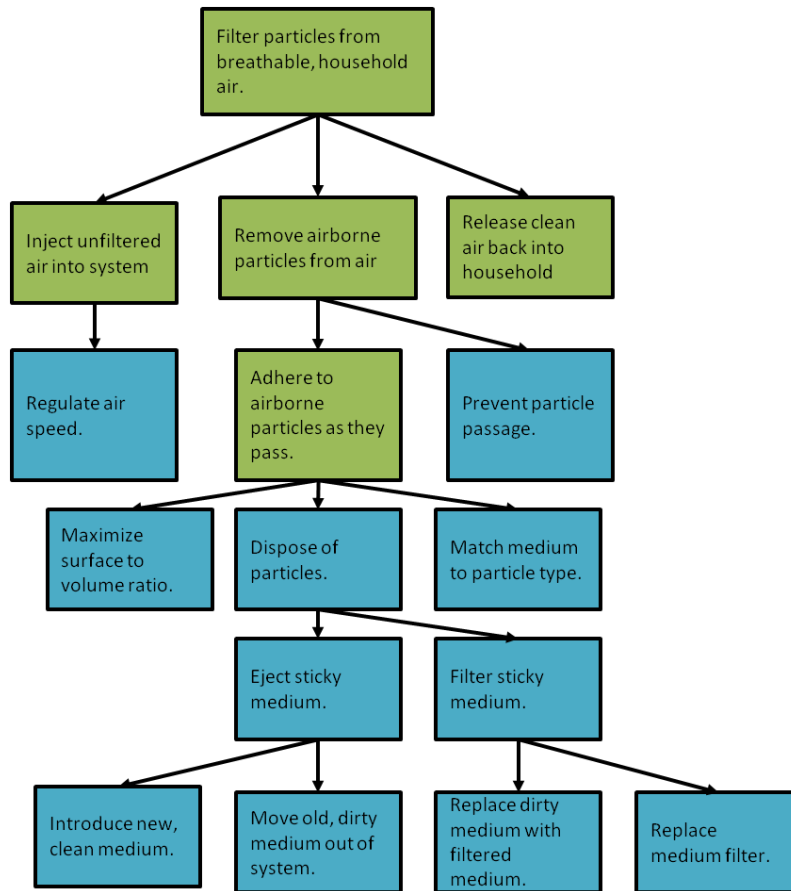 Filter particles from
breathable, household
air.
Inject unfiltered
air into system
Remove airborne
particles from air
Release clean
air back into
household
Regulate air
speed.
Adhere to
airborne
particles as they
pass.
Prevent particle
passage.
Maximize
surface to
volume ratio.
Dispose of
particles.
Match medium
to particle type.
Eject sticky
medium.
Filter sticky
medium.
Introduce new,
clean medium.
Move old, dirty
medium out of
system.
Replace dirty
medium with
filtered
medium.
Replace
medium filter.